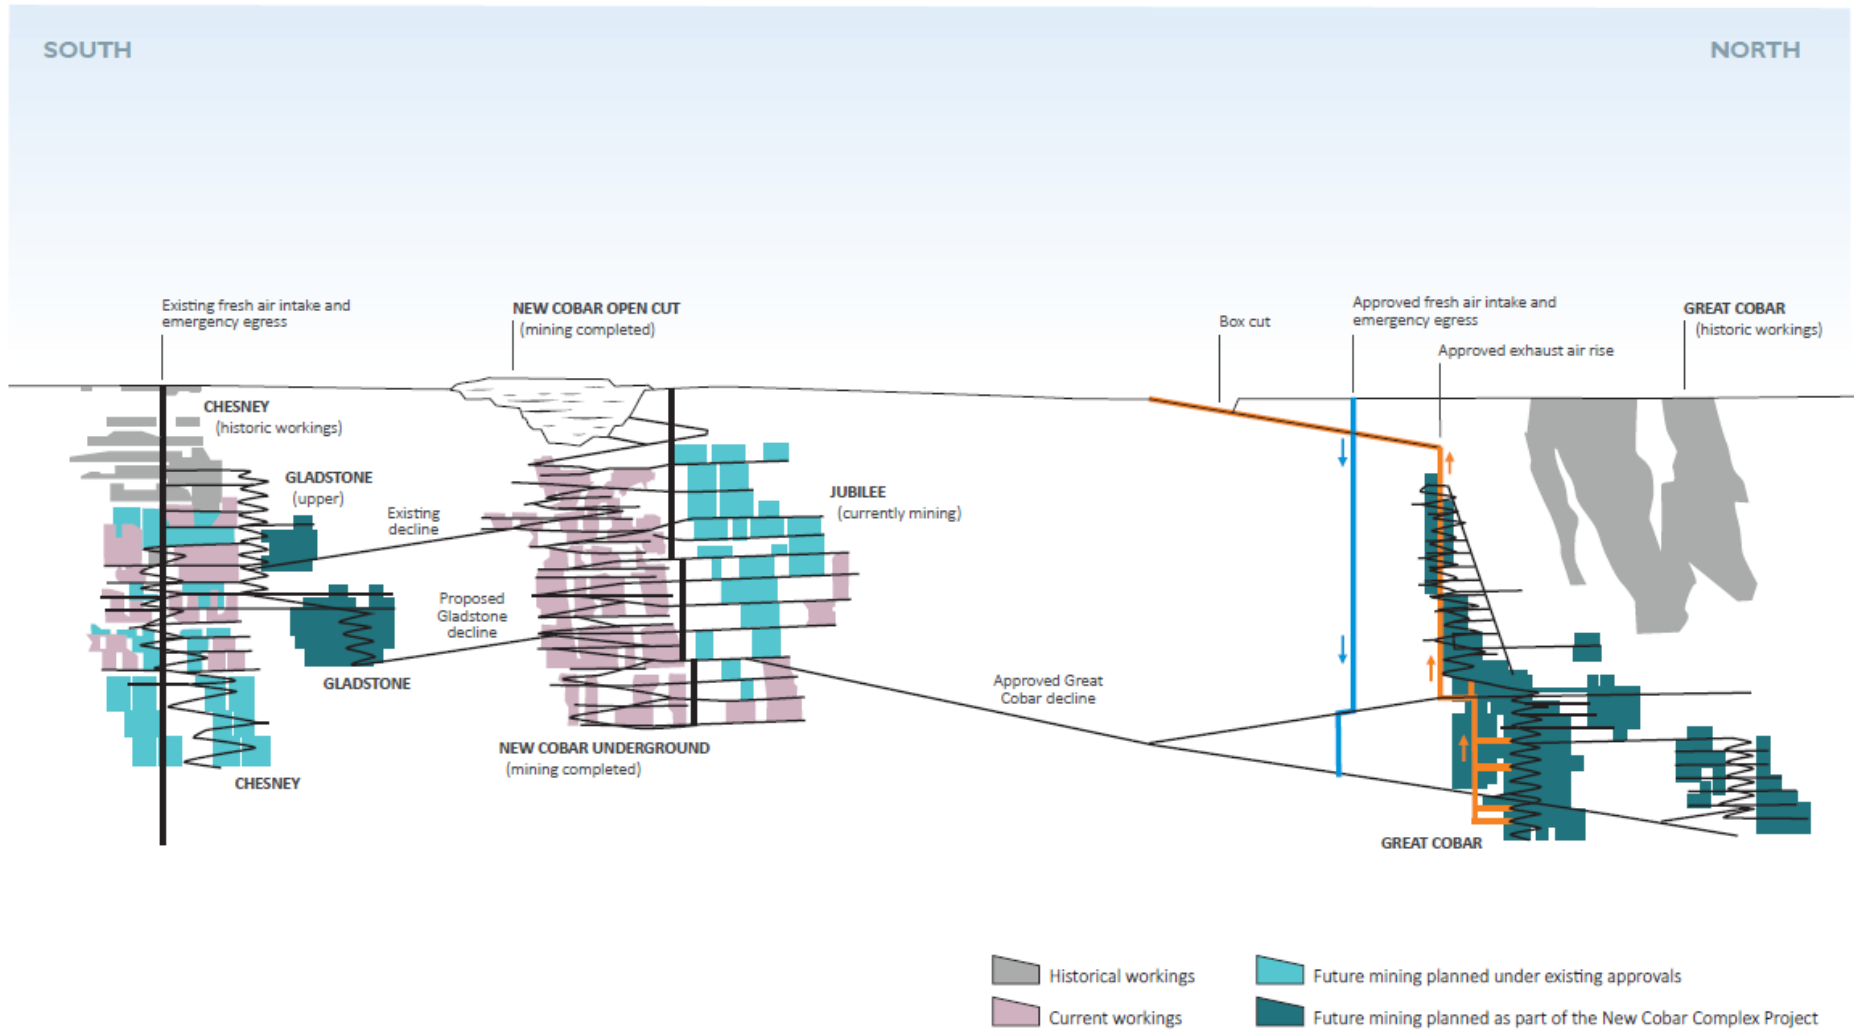 SOUTH
NORTH
Existing fresh air intake and
emergency egress
NEW COBAR OPEN CUT
(mining completed)
Box cut
Approved fresh air intake and
emergency egress
Approved exhaust air rise
GREAT COBAR
(historic workings)
CHESNEY
(historic workings)
GLADSTONE
(upper)
Existing
decline
JUBILEE
(currently mining)
Proposed
Gladstone
decline
GLADSTONE
Approved Great
Cobar decline
NEW COBAR UNDERGROUND
(mining completed)
CHESNEY
GREAT COBAR
Historical workings
Future mining planned under existing approvals
Current workings
Future mining planned as part of the New Cobar Complex Project